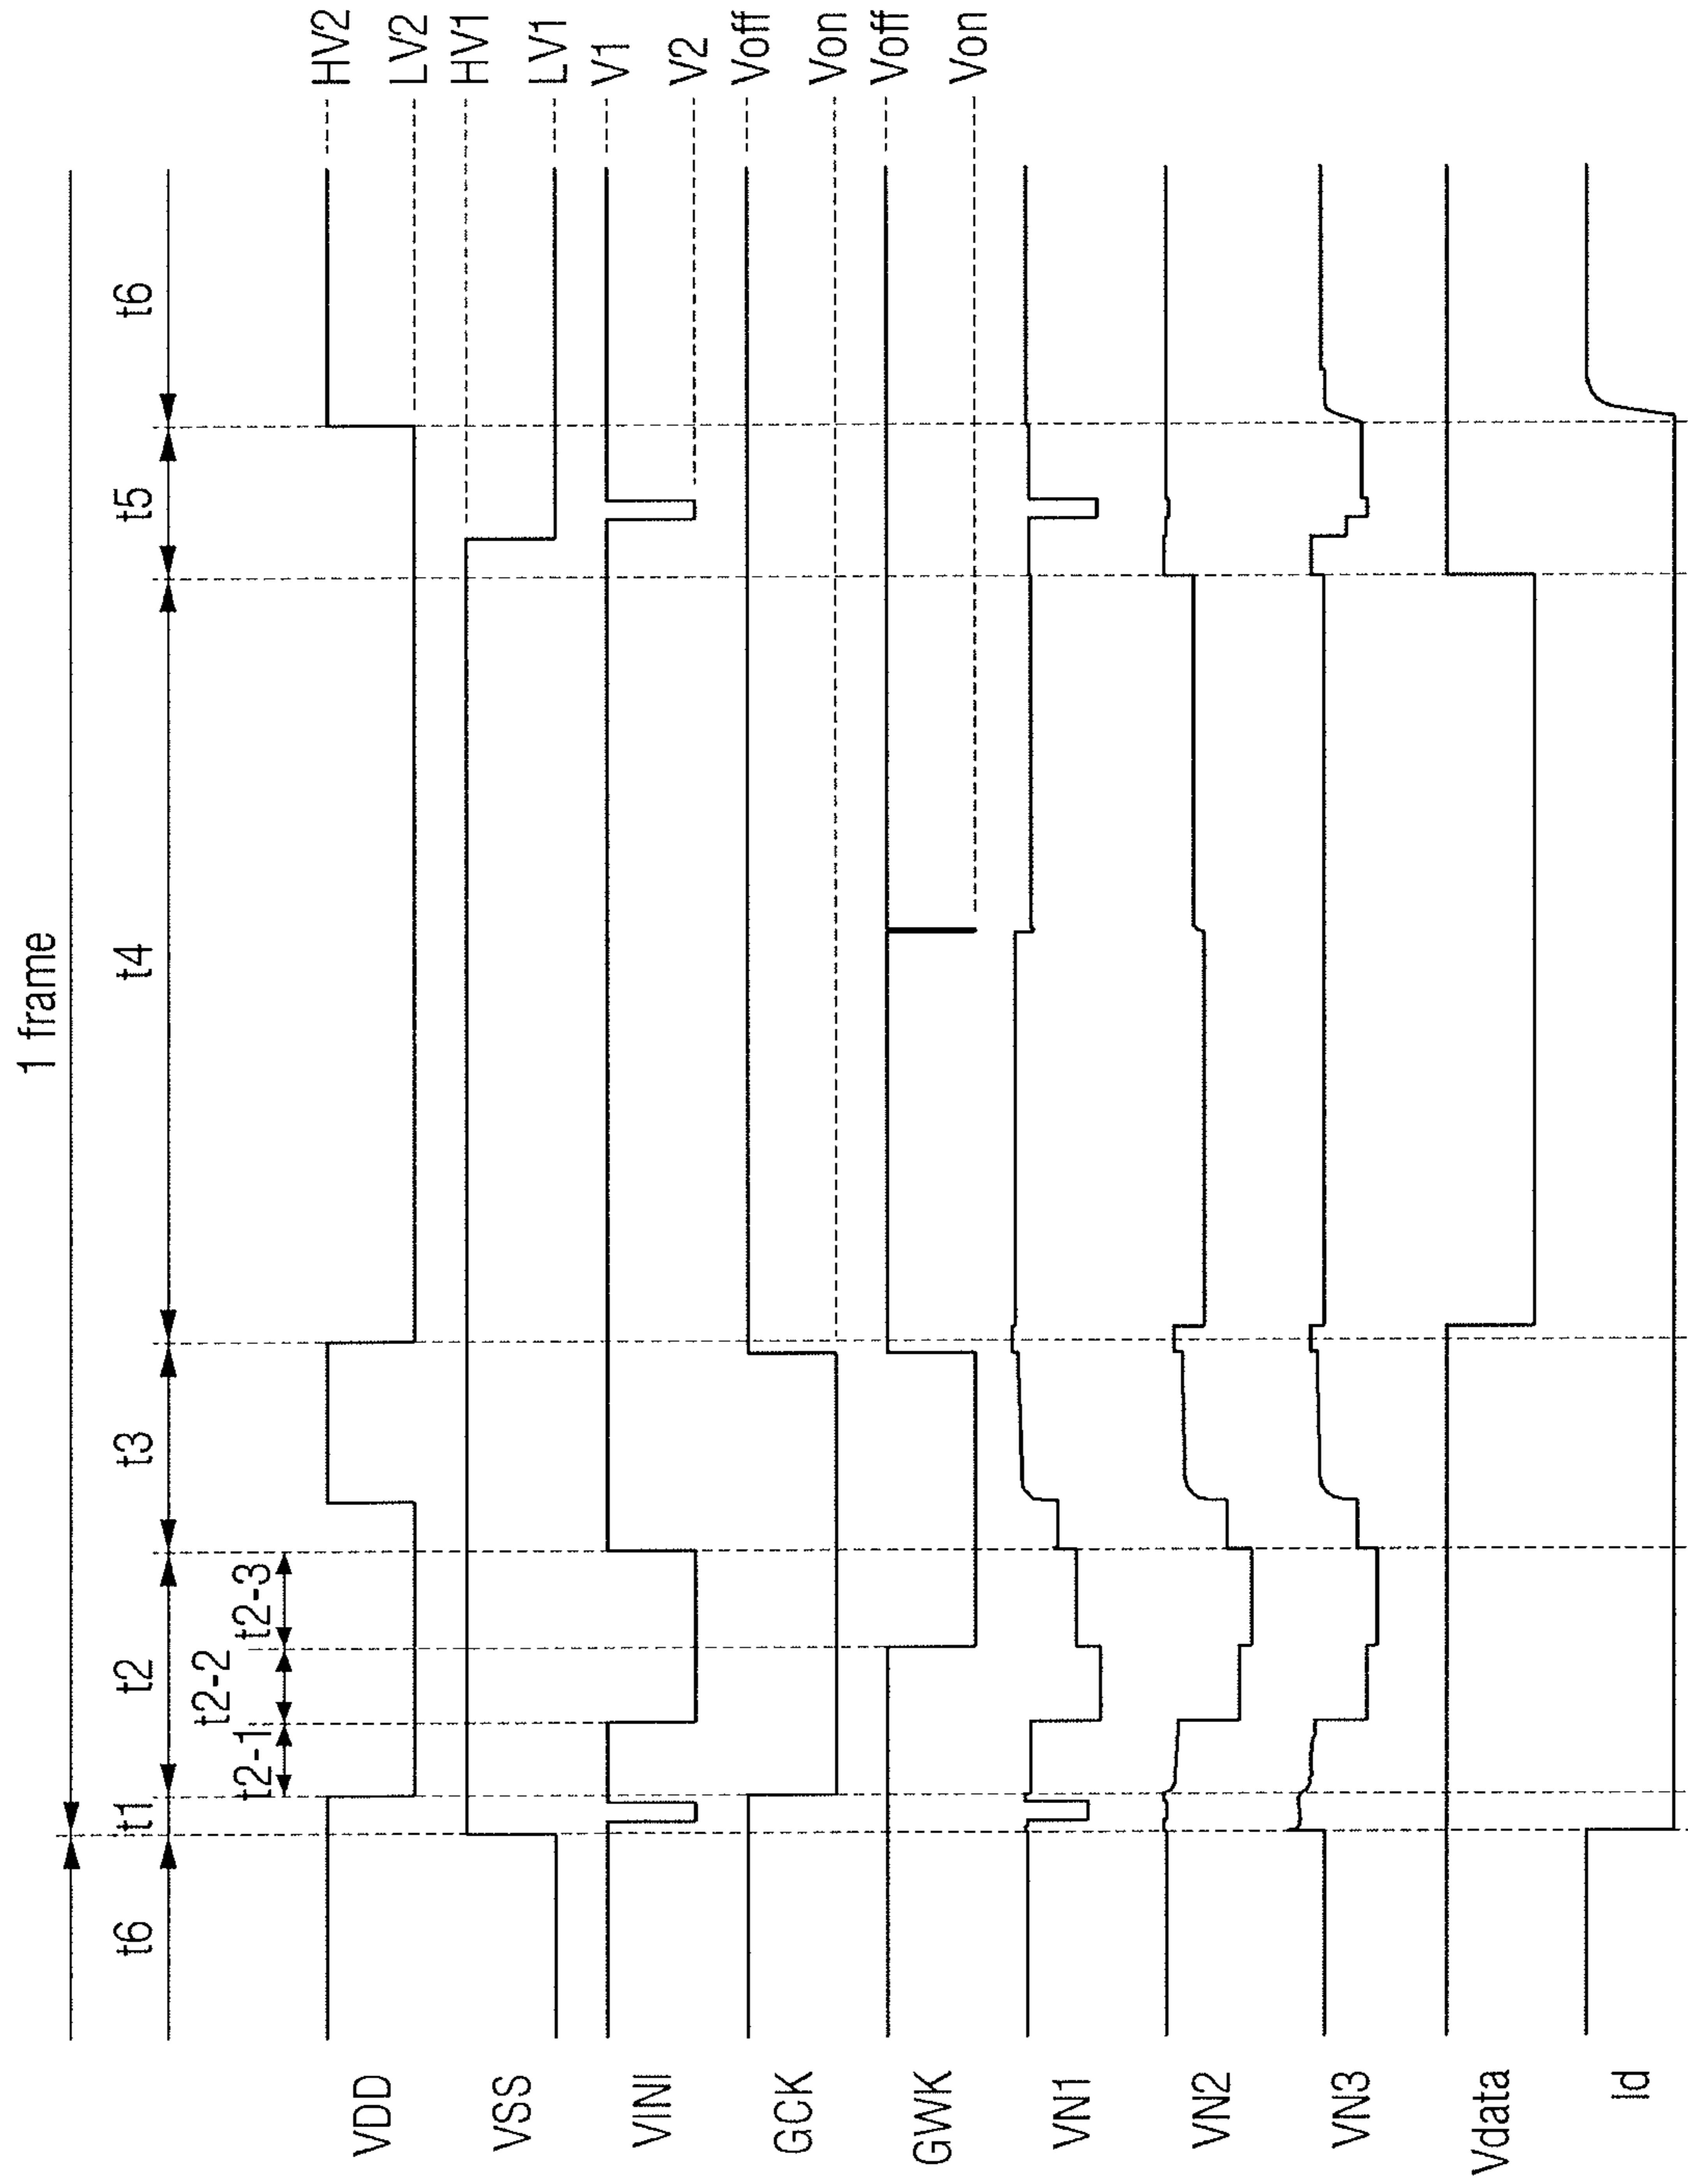 1 frame
t6
t1
t2
t3
t4
t5
t6
t2-1
t2-2
t2-3
VDD
HV2
LV2
VSS
HV1
LV1
VINI
V1
V2
GCK
Voff
Von
GWK
Voff
Von
VN1
VN2
VN3
Vdata
Id